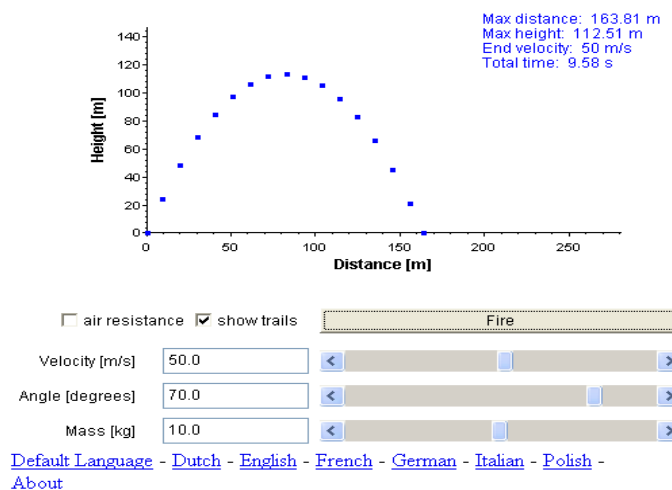 Max distance: 163.81 m
Max height: 112.51 m
End velocity: 50 m/s
Total time: 9.58 s
140
120
100
80
60
40
20
0
Height [m]
0 50 100 150 200 250
Distance [m]
air resistance show trails Fire
Velocity [m/s] 50.0
Angle [degrees] 70.0
Mass [kg] 10.0
Default Language - Dutch - English - French - German - Italian - Polish -
About